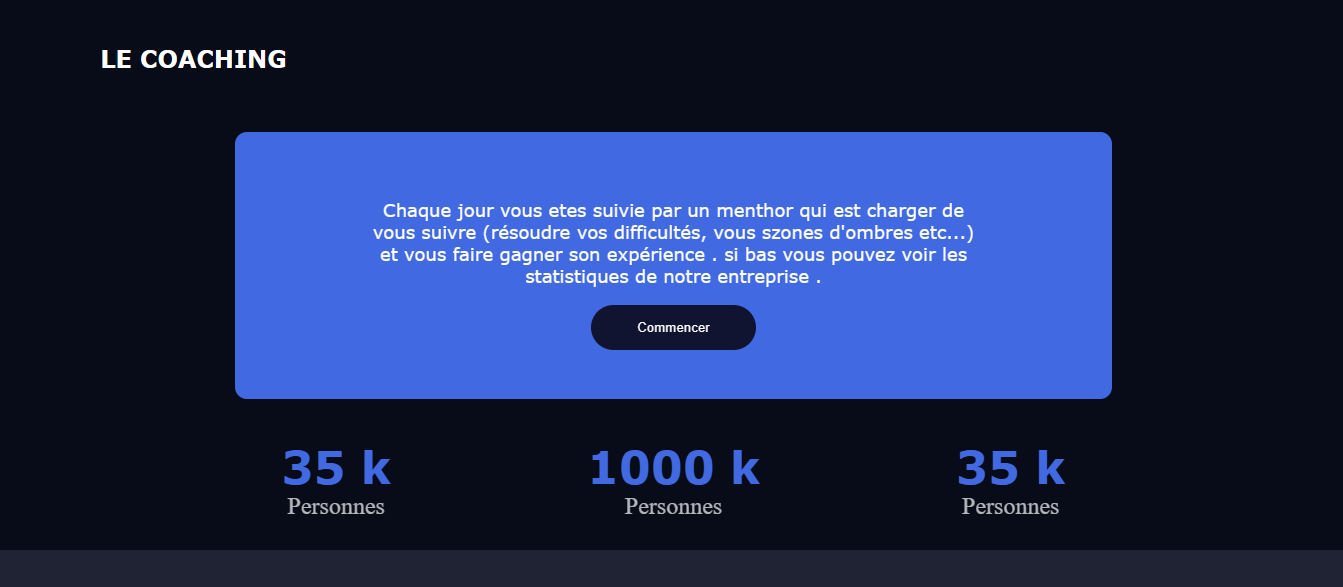 LE COACHING
Chaque jour vous etes suivie par un menthor qui est charger de
vous suivre (résoudre vos difficultés, vous szones d'ombres etc...)
et vous faire gagner son expérience . si bas vous pouvez voir les
statistiques de notre entreprise .
Commencer
35 k 1000 k 35 k
Personnes Personnes Personnes